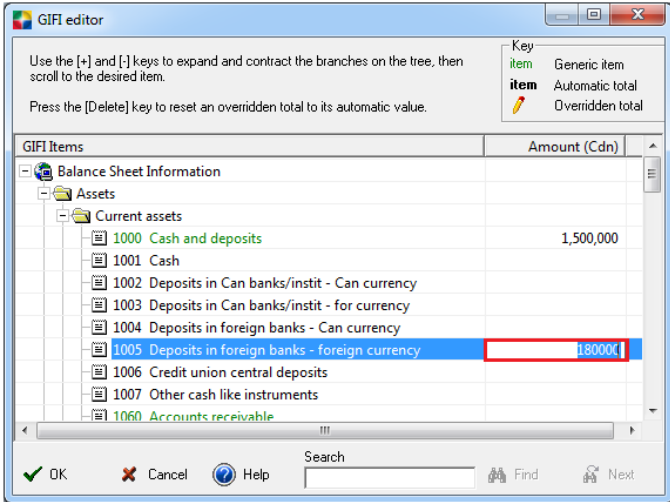 GIFI editor
Use the [+] and [-] keys to expand and contract the branches on the tree, then
scroll to the desired item.
Press the [Delete] key to reset an overridden total to its automatic value.
Key
item Generic item
item Automatic total
Overridden total
GIFI Items Amount (Cdn)
Balance Sheet Information
Assets
Current assets
1000 Cash and deposits 1,500,000
1001 Cash
1002 Deposits in Can banks/instit - Can currency
1003 Deposits in Can banks/instit - for currency
1004 Deposits in foreign banks - Can currency
1005 Deposits in foreign banks - foreign currency 180000
1006 Credit union central deposits
1007 Other cash like instruments
1060 Accounts receivable
OK Cancel Help Search Find Next